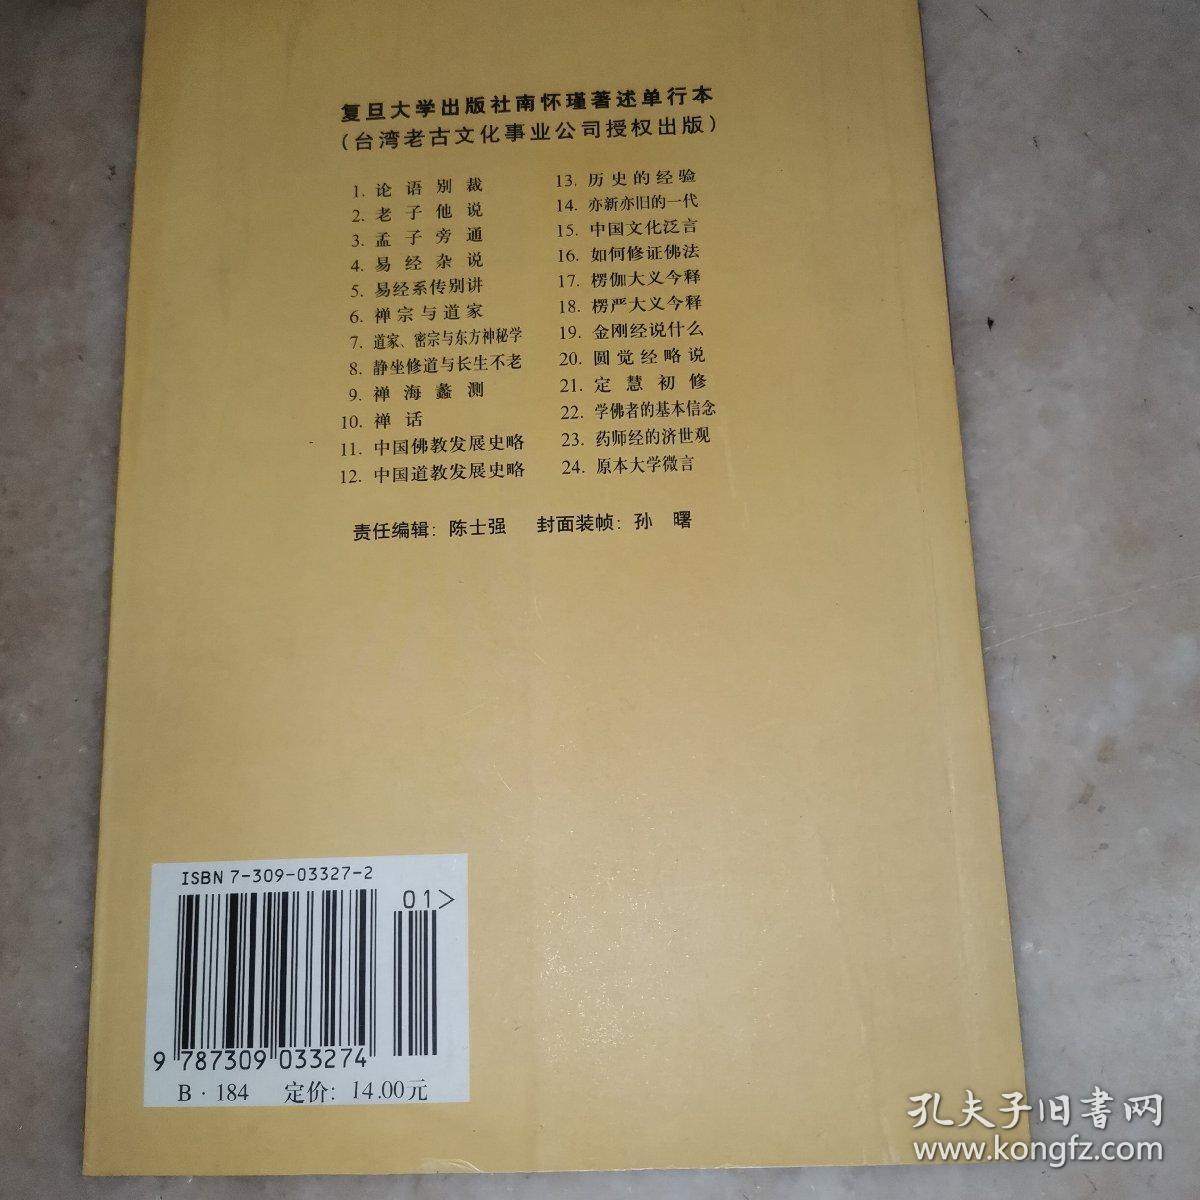 复旦大学出版社南怀瑾著述单行本
(台湾老古文化事业公司授权出版)
1. 论语别裁
2. 老子他说
3. 孟子旁通
4. 易经杂说
5. 易经系传别讲
6. 禅宗与道家
7. 道家、密宗与东方神秘学
8. 静坐修道与长生不老
9. 禅海蠡测
10. 禅话
11. 中国佛教发展史略
12. 中国道教发展史略
13. 历史的经验
14. 亦新亦旧的一代
15. 中国文化泛言
16. 如何修证佛法
17. 楞伽大义今释
18. 楞严大义今释
19. 金刚经说什么
20. 圆觉经略说
21. 定慧初修
22. 学佛者的基本信念
23. 药师经的济世观
24. 原本大学微言
责任编辑: 陈士强 封面装帧: 孙 曙
ISBN 7-309-03327-2
01>
9 787309 033274
B·184 定价: 14.00元
孔夫子旧书网
www.kongfz.com